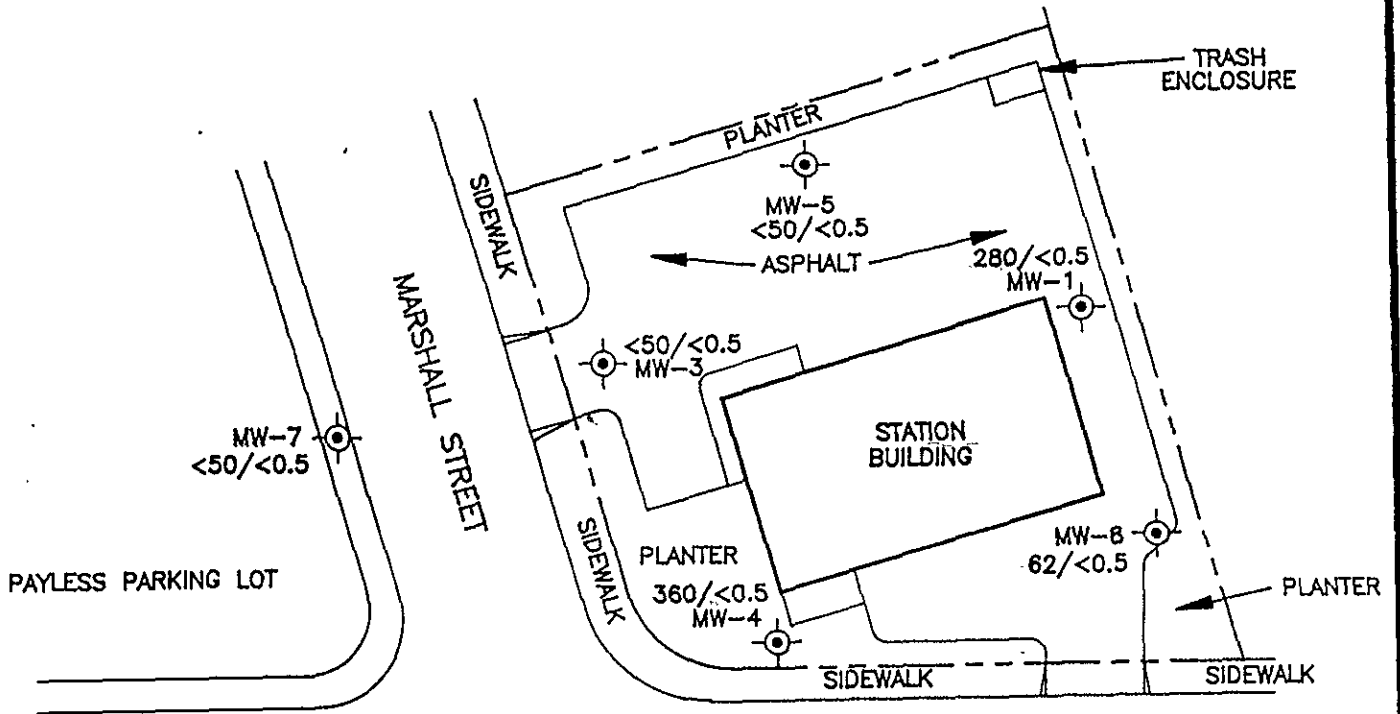 TRASH
ENCLOSURE
PLANTER
SIDEWALK
MW-5
<50/<0.5
ASPHALT
280/<0.5
MW-1
MARSHALL STREET
<50/<0.5
MW-3
MW-7
<50/<0.5
STATION
BUILDING
SIDEWALK
PLANTER
MW-8
62/<0.5
PAYLESS PARKING LOT
360/<0.5
MW-4
PLANTER
SIDEWALK
SIDEWALK